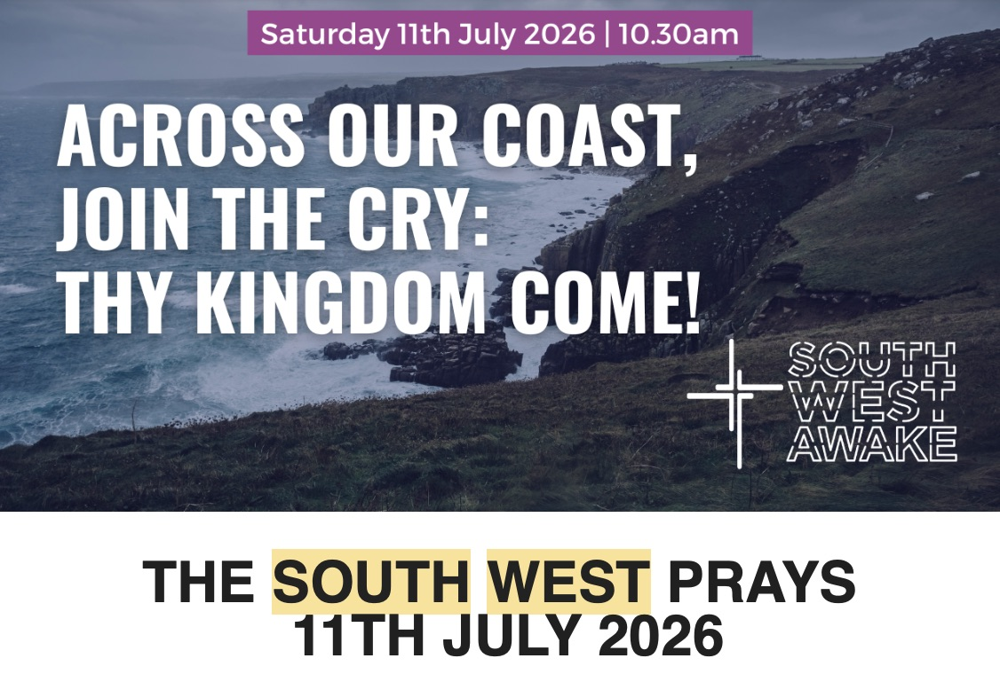 Saturday 11th July 2026 | 10.30am
ACROSS OUR COAST,
JOIN THE CRY:
THY KINGDOM COME!
SOUTH
WEST
AWAKE
THE SOUTH WEST PRAYS
11TH JULY 2026